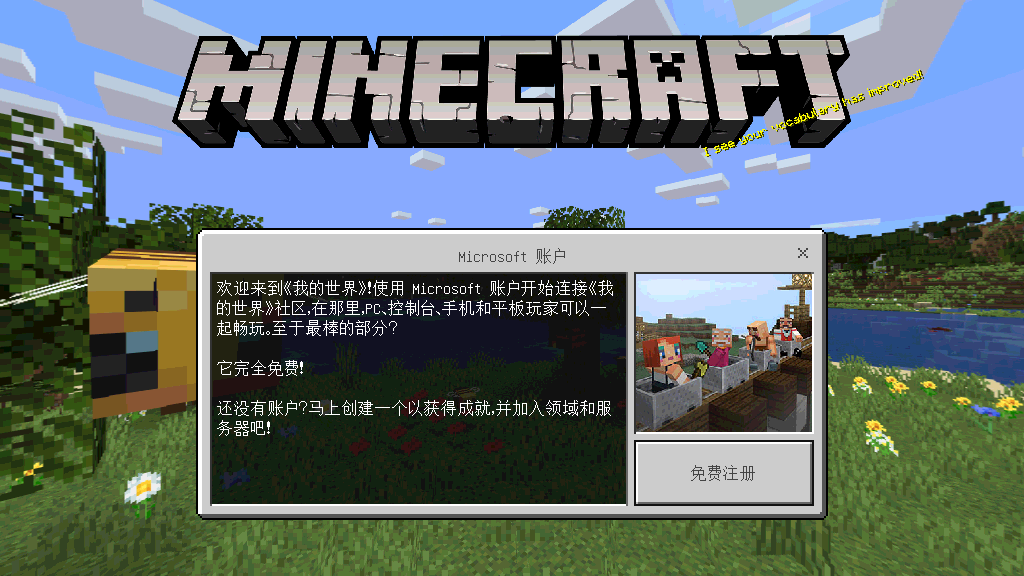 MINECRAFT
I see your vocabulary has improved!
Microsoft 账户
欢迎来到《我的世界》!使用 Microsoft 账户开始连接《我
的世界》社区,在那里,PC、控制台、手机和平板玩家可以一
起畅玩。至于最棒的部分?
它完全免费!
还没有账户?马上创建一个以获得成就,并加入领域和服
务器吧!
免费注册